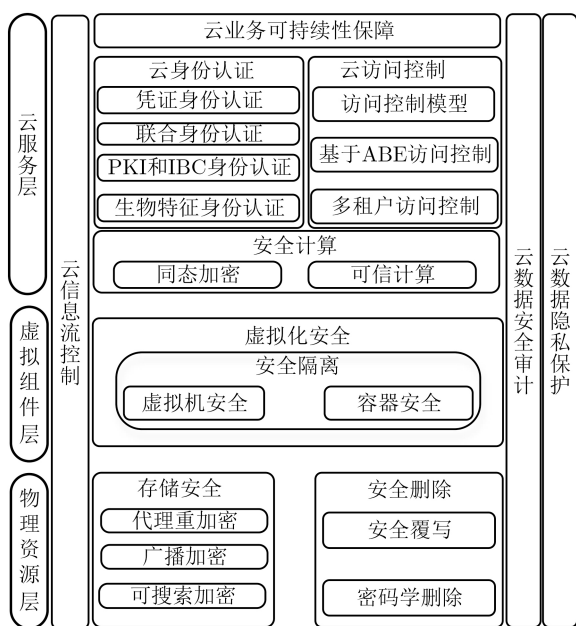 云服务层
虚拟组件层
物理资源层
云信息流控制
云业务可持续性保障
云身份认证
凭证身份认证
联合身份认证
PKI和IBC身份认证
生物特征身份认证
云访问控制
访问控制模型
基于ABE访问控制
多租户访问控制
安全计算
同态加密
可信计算
虚拟化安全
安全隔离
虚拟机安全
容器安全
存储安全
代理重加密
广播加密
可搜索加密
安全删除
安全覆写
密码学删除
云数据安全审计
云数据隐私保护